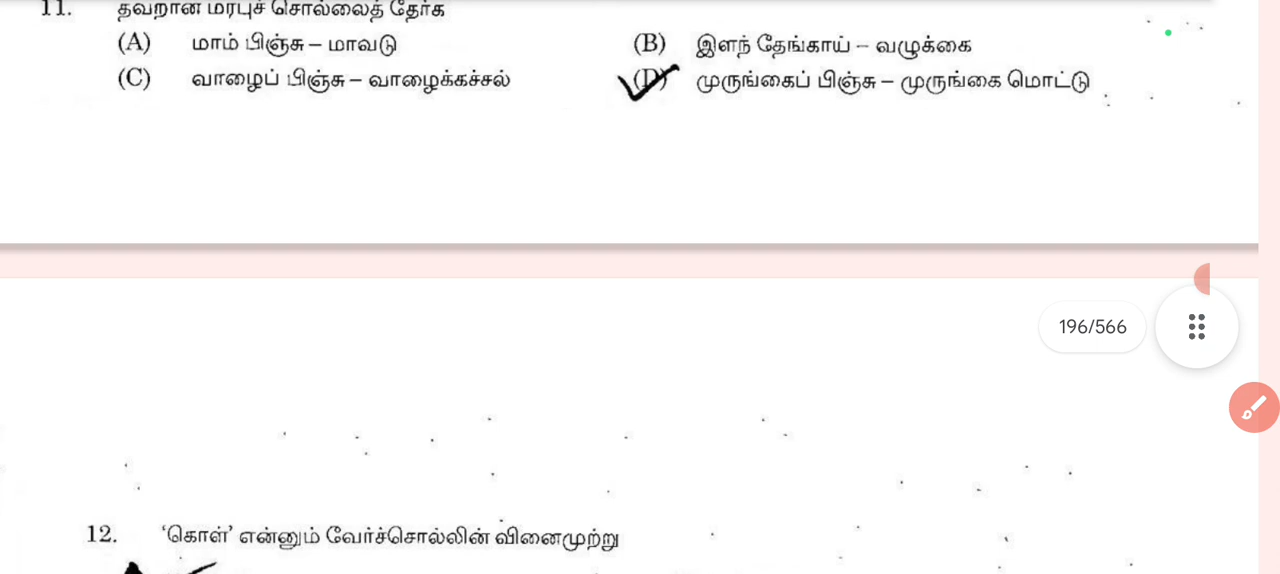 11. தவறான மரபுச் சொல்லைத் தேர்க
(A) மாம் பிஞ்சு – மாவடு (B) இளந் தேங்காய் – வழுக்கை
(C) வாழைப் பிஞ்சு – வாழைக்கச்சல் (D) முருங்கைப் பிஞ்சு – முருங்கை மொட்டு
196/566
12. ‘கொள்’ என்னும் வேர்ச்சொல்லின் வினைமுற்று